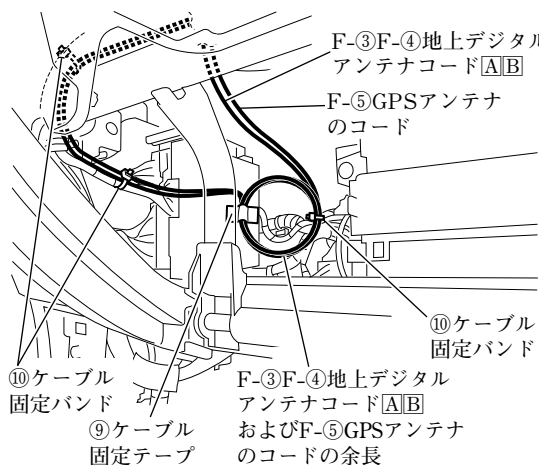 F-③F-④地上デジタル
アンテナコード🄰🄱
F-⑤GPSアンテナ
のコード
⑩ケーブル
固定バンド
⑩ケーブル
固定バンド
⑨ケーブル
固定テープ
F-③F-④地上デジタル
アンテナコード🄰🄱
およびF-⑤GPSアンテナ
のコードの余長